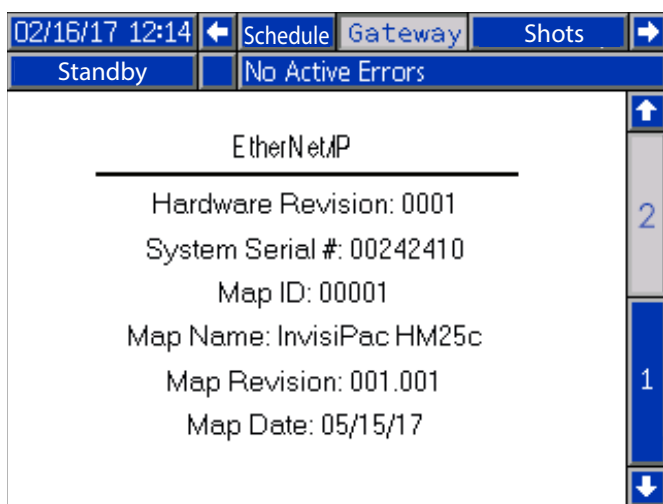 02/16/17 12:14 Schedule Gateway Shots
Standby No Active Errors
EtherNet/IP
Hardware Revision: 0001
2
System Serial #: 00242410
Map ID: 00001
Map Name: InvisiPac HM25c
Map Revision: 001.001
1
Map Date: 05/15/17